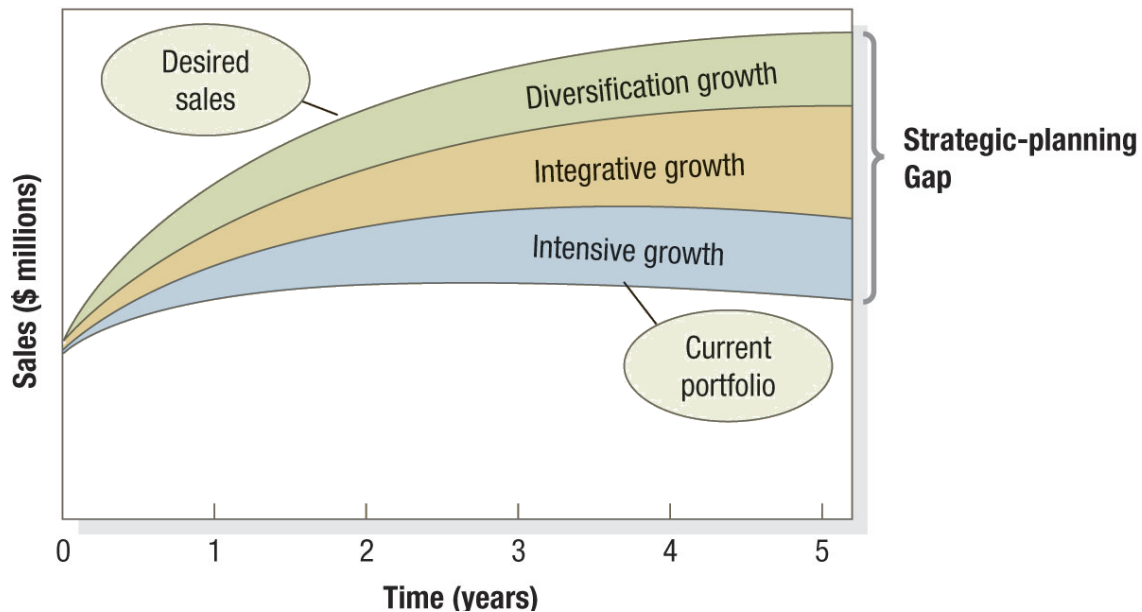 Desired
sales
Diversification growth
Integrative growth
Intensive growth
Current
portfolio
Strategic-planning
Gap
Sales ($ millions)
0 1 2 3 4 5
Time (years)